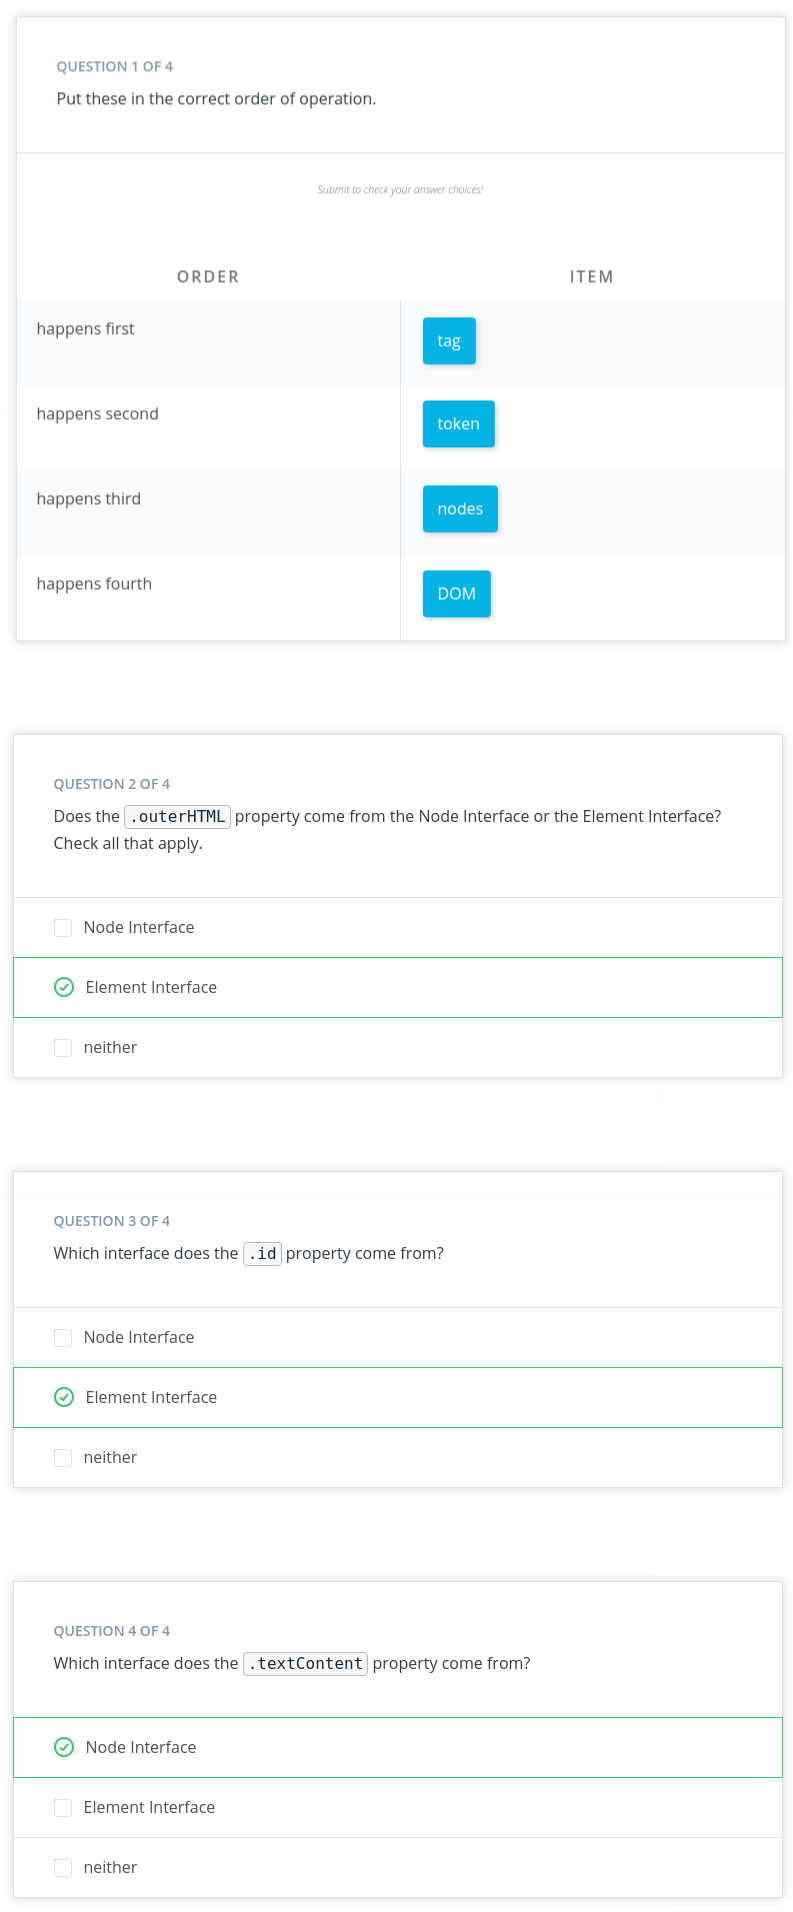 QUESTION 1 OF 4
Put these in the correct order of operation.
Submit to check your answer choices!
ORDER ITEM
happens first tag
happens second token
happens third nodes
happens fourth DOM
QUESTION 2 OF 4
Does the .outerHTML property come from the Node Interface or the Element Interface?
Check all that apply.
Node Interface
Element Interface
neither
QUESTION 3 OF 4
Which interface does the .id property come from?
Node Interface
Element Interface
neither
QUESTION 4 OF 4
Which interface does the .textContent property come from?
Node Interface
Element Interface
neither